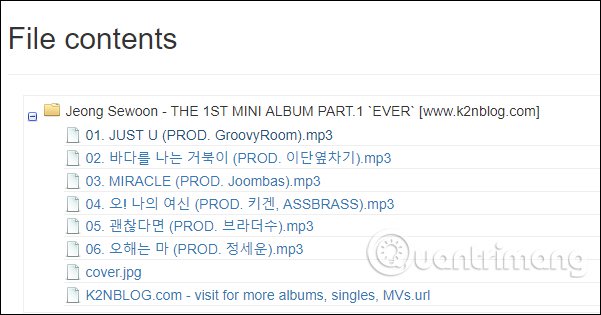 File contents
Jeong Sewoon - THE 1ST MINI ALBUM PART.1 `EVER` [www.k2nblog.com]
01. JUST U (PROD. GroovyRoom).mp3
02. 바다를 나는 거북이 (PROD. 이단옆차기).mp3
03. MIRACLE (PROD. Joombas).mp3
04. 오! 나의 여신 (PROD. 키겐, ASSBRASS).mp3
05. 괜찮다면 (PROD. 브라더수).mp3
06. 오해는 마 (PROD. 정세운).mp3
cover.jpg
K2NBLOG.com - visit for more albums, singles, MVs.url
Quantrimang